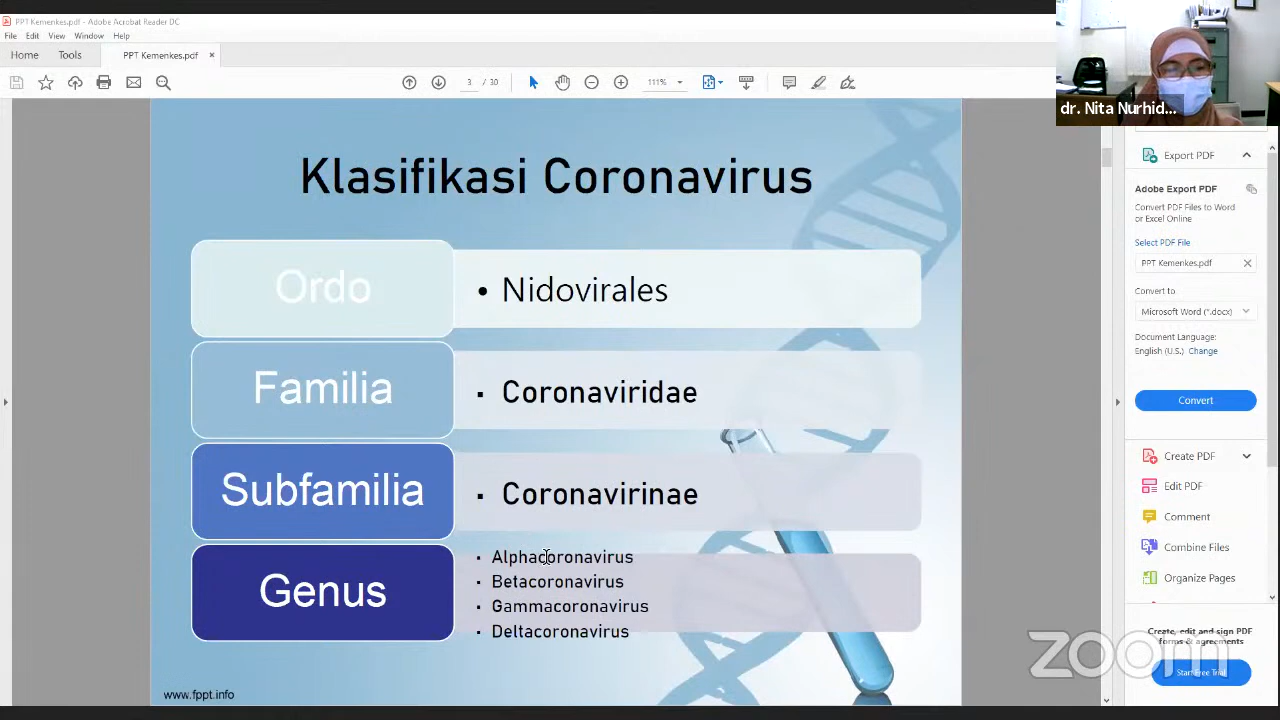 PPT Kemenkes.pdf - Adobe Acrobat Reader DC
File Edit View Window Help
Home Tools PPT Kemenkes.pdf ×
3 / 30 111%
dr. Nita Nurhid...
Klasifikasi Coronavirus
Ordo
• Nidovirales
Familia
▪ Coronaviridae
Subfamilia
▪ Coronavirinae
Genus
▪ Alphacoronavirus
▪ Betacoronavirus
▪ Gammacoronavirus
▪ Deltacoronavirus
www.fppt.info
Export PDF
Adobe Export PDF
Convert PDF Files to Word
or Excel Online
Select PDF File
PPT Kemenkes.pdf
Convert to
Microsoft Word (*.docx)
Document Language:
English (U.S.) Change
Convert
Create PDF
Edit PDF
Comment
Combine Files
Organize Pages
Create, edit and sign PDF
forms & agreements
Start Free Trial
zoom